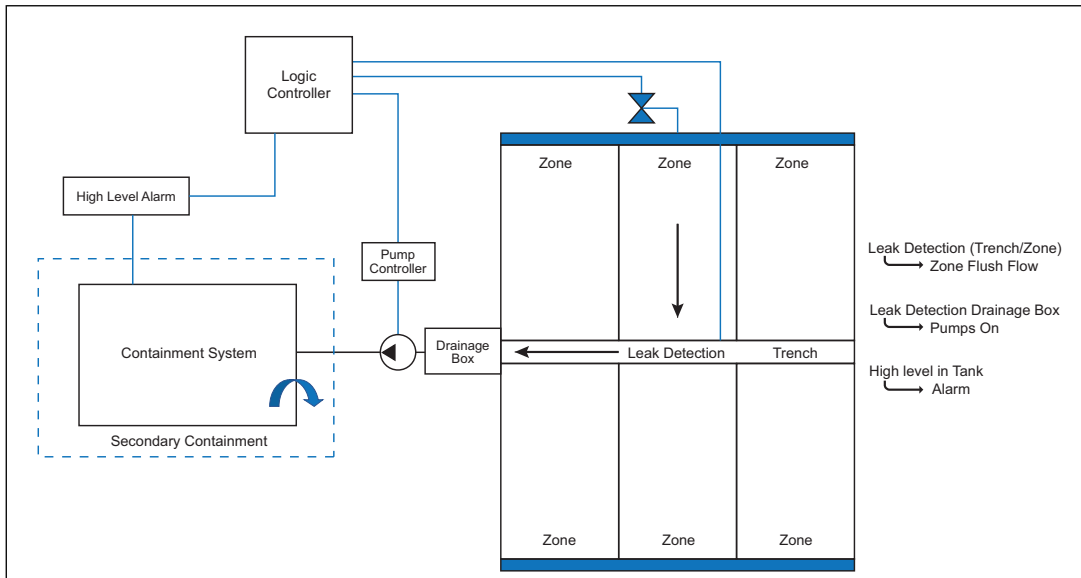 Logic
Controller
High Level Alarm
Pump
Controller
Containment System
Secondary Containment
Drainage
Box
Zone
Zone
Zone
Leak Detection
Trench
Zone
Zone
Zone
Leak Detection (Trench/Zone)
Zone Flush Flow
Leak Detection Drainage Box
Pumps On
High level in Tank
Alarm